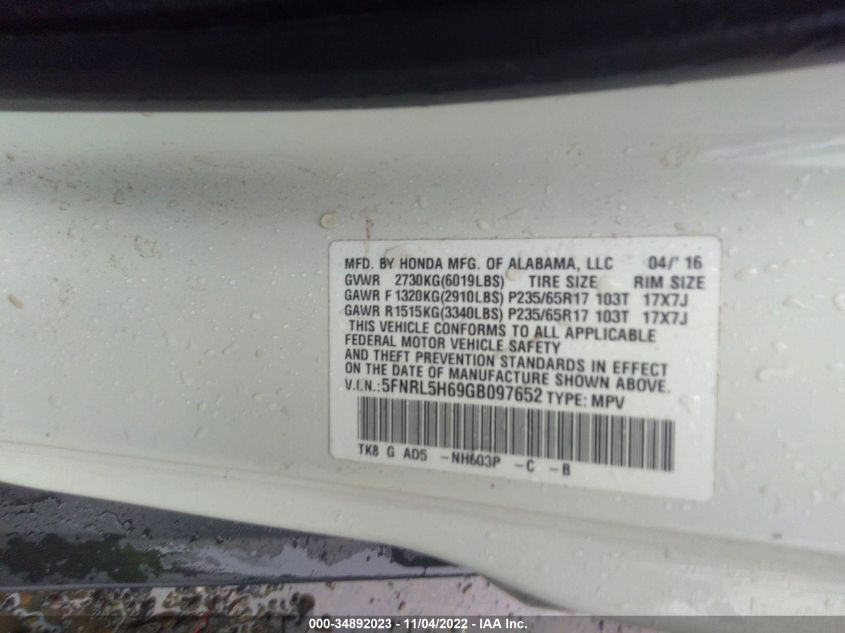 MFD. BY HONDA MFG. OF ALABAMA, LLC 04/'16
GVWR 2730KG(6019LBS) TIRE SIZE RIM SIZE
GAWR F 1320KG(2910LBS) P235/65R17 103T 17X7J
GAWR R1515KG(3340LBS) P235/65R17 103T 17X7J
THIS VEHICLE CONFORMS TO ALL APPLICABLE
FEDERAL MOTOR VEHICLE SAFETY
AND THEFT PREVENTION STANDARDS IN EFFECT
ON THE DATE OF MANUFACTURE SHOWN ABOVE.
V.I.N.:5FNRL5H69GB097652 TYPE: MPV
TK8 G AD5 -NH603P -C -B
000-34892023 - 11/04/2022 - IAA Inc.